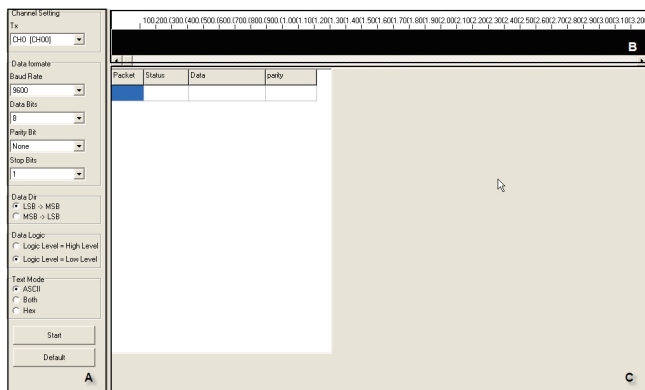 Channel Setting
Tx
CH0 (CH00)
Data formate
Baud Rate
9600
Data Bits
8
Parity Bit
None
Stop Bits
1
Data Dir
LSB -> MSB
MSB -> LSB
Data Logic
Logic Level = High Level
Logic Level = Low Level
Text Mode
ASCII
Both
Hex
Start
Default
A
B
Packet Status Data parity
C